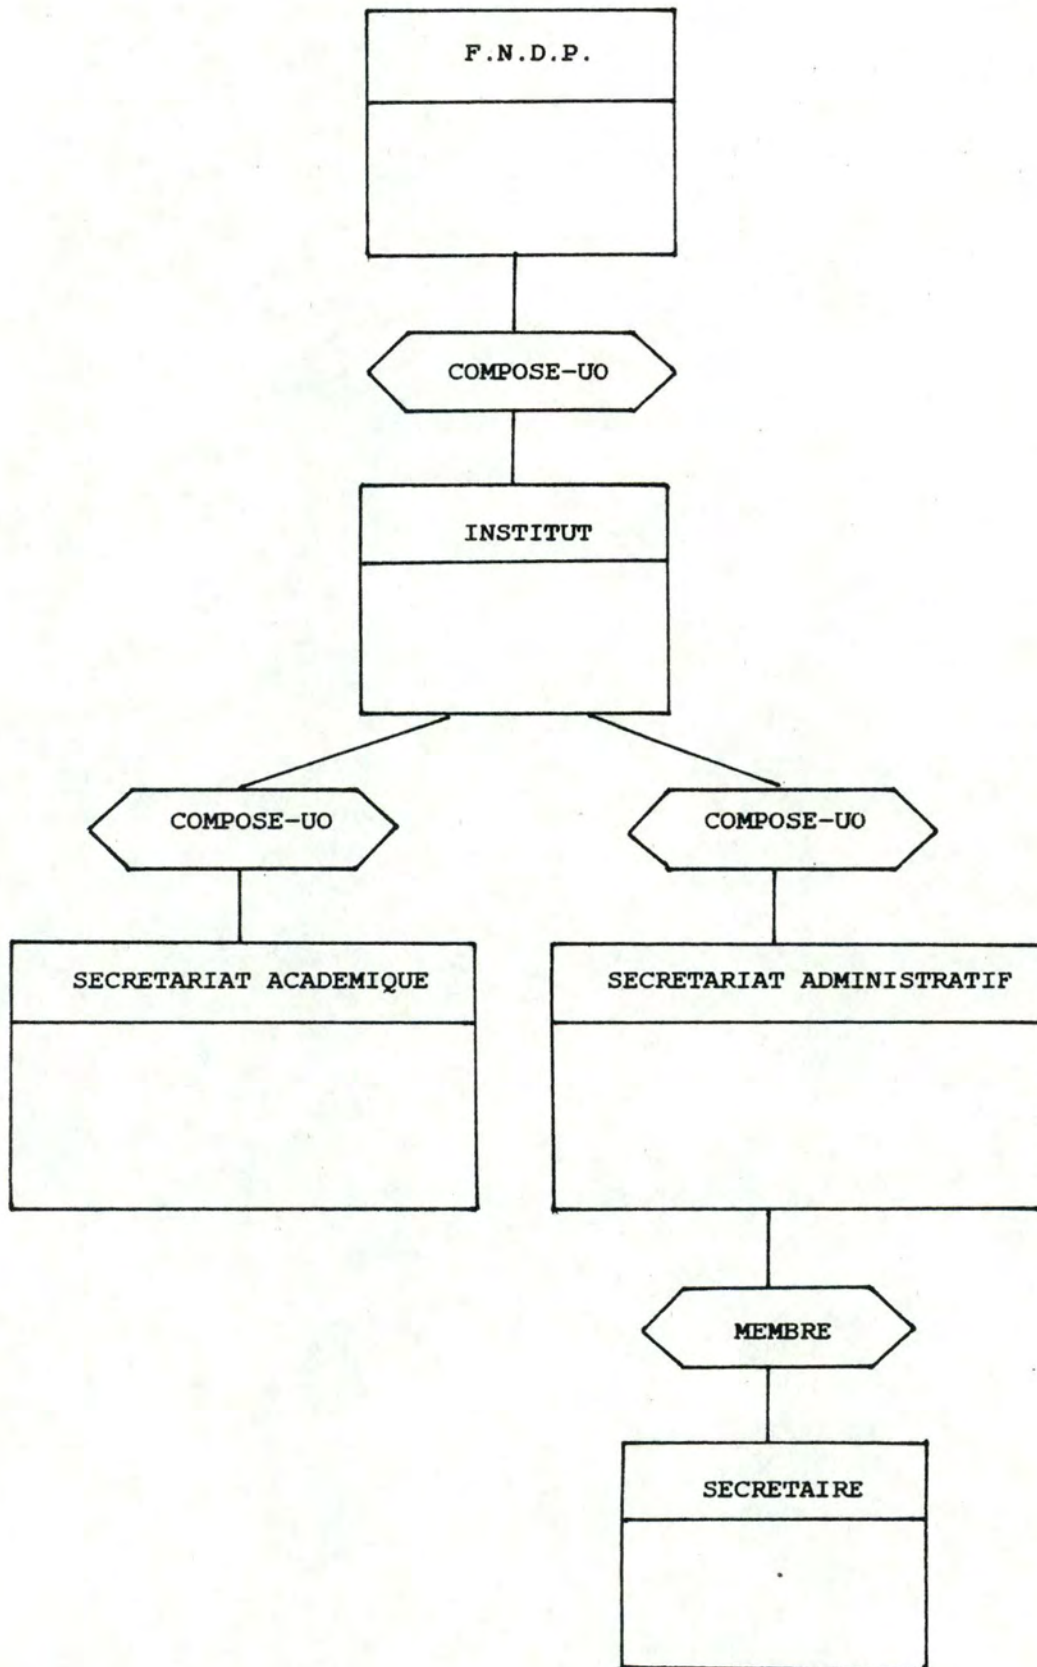 F.N.D.P.
COMPOSE-UO
INSTITUT
COMPOSE-UO
COMPOSE-UO
SECRETARIAT ACADEMIQUE
SECRETARIAT ADMINISTRATIF
MEMBRE
SECRETAIRE